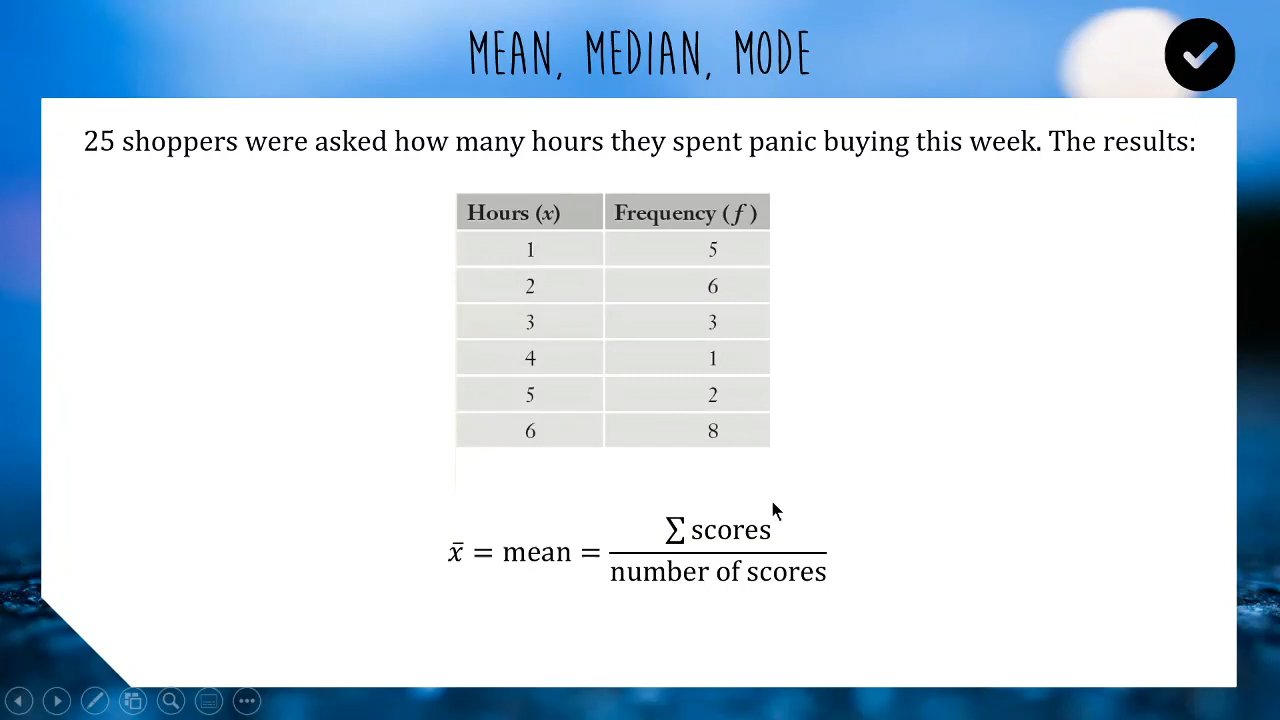 MEAN, MEDIAN, MODE
25 shoppers were asked how many hours they spent panic buying this week. The results:
Hours (x) Frequency (f)
1 5
2 6
3 3
4 1
5 2
6 8
x̄ = mean = ∑ scores / number of scores